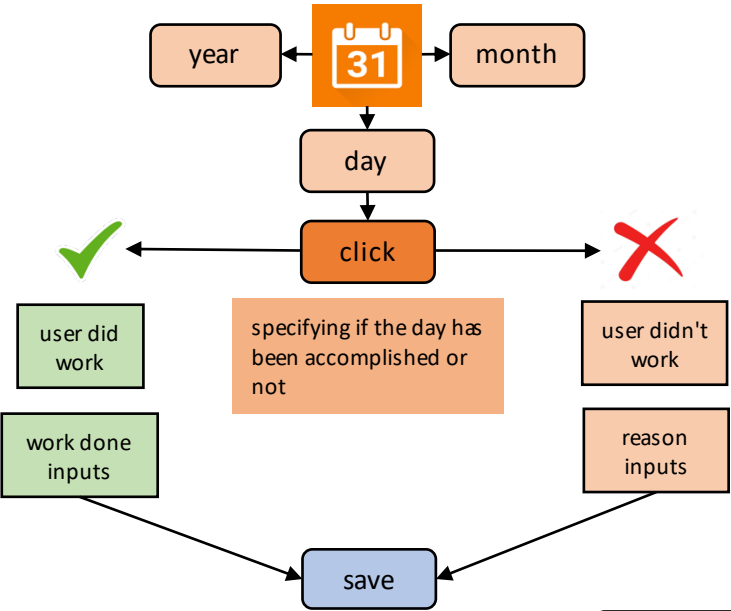 year
31
month
day
click
user did
work
specifying if the day has
been accomplished or
not
user didn't
work
work done
inputs
reason
inputs
save